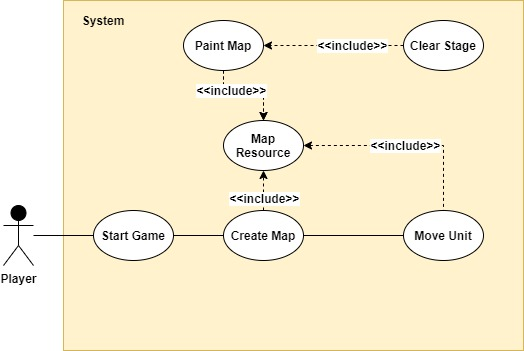 System
Paint Map
<<include>>
Clear Stage
<<include>>
Map
Resource
<<include>>
<<include>>
Start Game
Create Map
Move Unit
Player